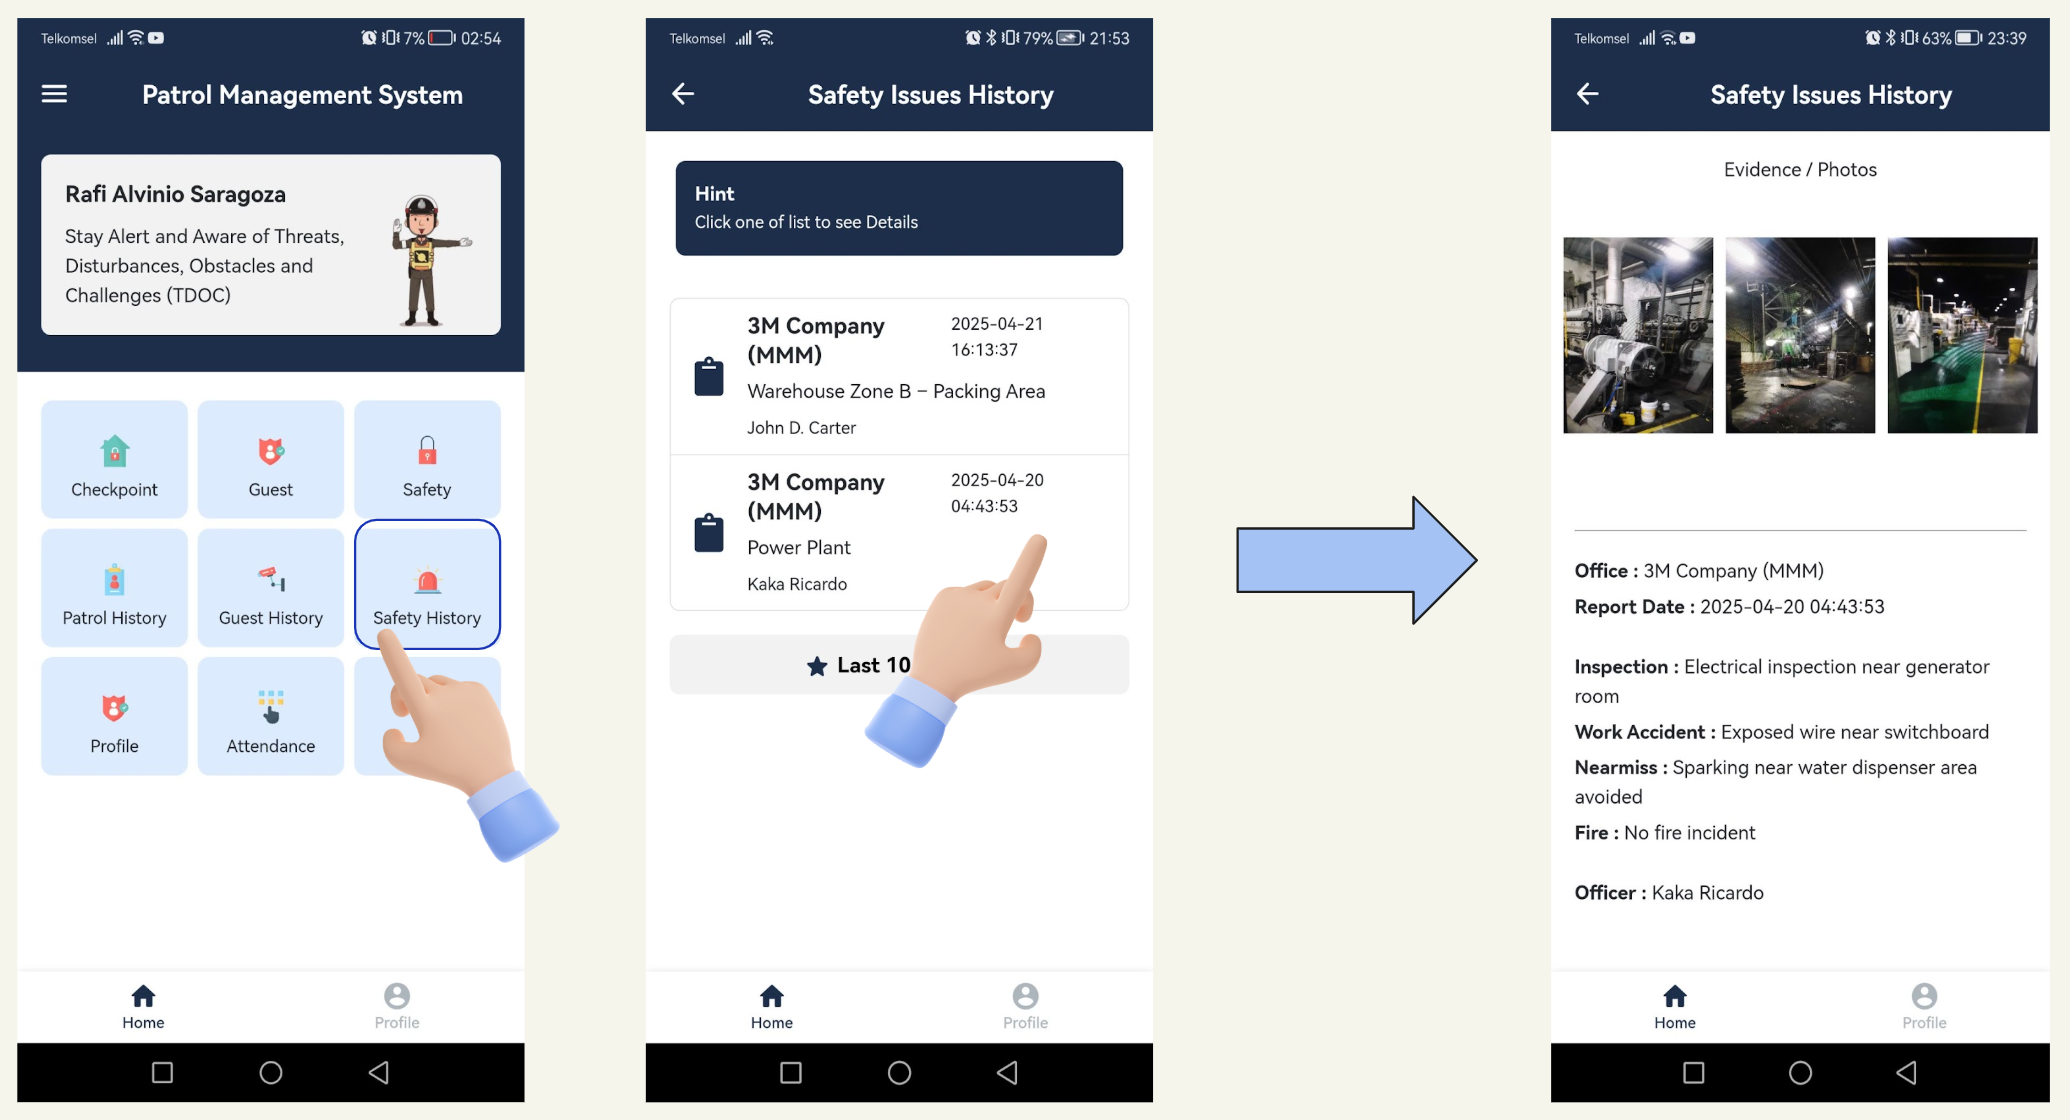 Telkomsel
7%
02:54
Patrol Management System
Rafi Alvinio Saragoza
Stay Alert and Aware of Threats,
Disturbances, Obstacles and
Challenges (TDOC)
Checkpoint
Guest
Safety
Patrol History
Guest History
Safety History
Profile
Attendance
Home
Profile
Telkomsel
79%
21:53
Safety Issues History
Hint
Click one of list to see Details
3M Company
(MMM)
2025-04-21
16:13:37
Warehouse Zone B – Packing Area
John D. Carter
3M Company
(MMM)
2025-04-20
04:43:53
Power Plant
Kaka Ricardo
Last 10
Home
Profile
Telkomsel
63%
23:39
Safety Issues History
Evidence / Photos
Office : 3M Company (MMM)
Report Date : 2025-04-20 04:43:53
Inspection : Electrical inspection near generator
room
Work Accident : Exposed wire near switchboard
Nearmiss : Sparking near water dispenser area
avoided
Fire : No fire incident
Officer : Kaka Ricardo
Home
Profile